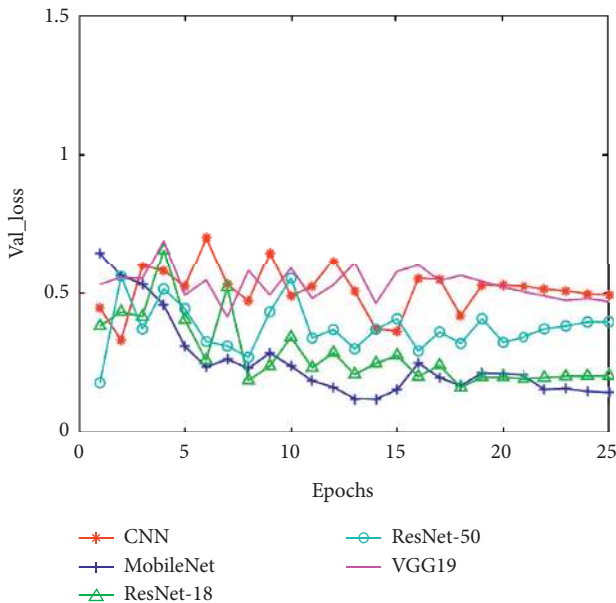 1.5
1
0.5
0
Val_loss
0
5
10
15
20
25
Epochs
CNN
MobileNet
ResNet-18
ResNet-50
VGG19